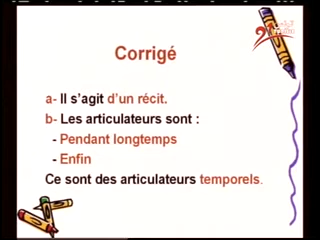 Corrigé
a- Il s'agit d'un récit.
b- Les articulateurs sont :
- Pendant longtemps
- Enfin
Ce sont des articulateurs temporels.